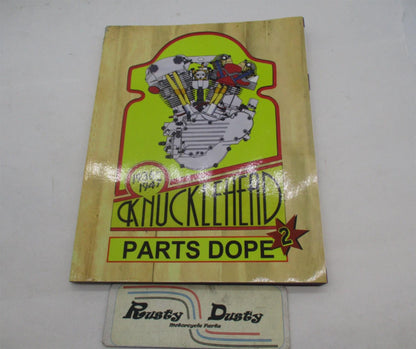 1936
1947
KNUCKLEHEAD
PARTS DOPE 2
Rusty Dusty
Motorcycle Parts